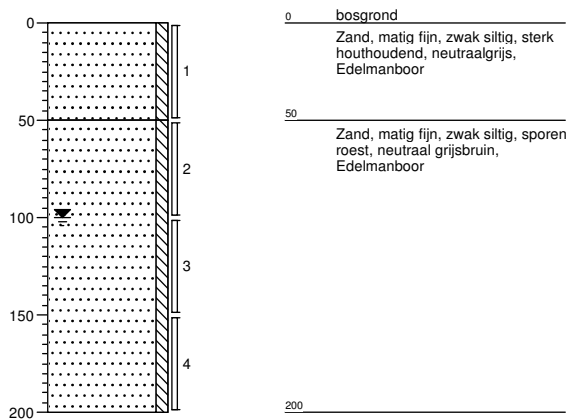 0
50
100
150
200
1
2
3
4
0 bosgrond
Zand, matig fijn, zwak siltig, sterk
houthoudend, neutraalgrijs,
Edelmanboor
50
Zand, matig fijn, zwak siltig, sporen
roest, neutraal grijsbruin,
Edelmanboor
200